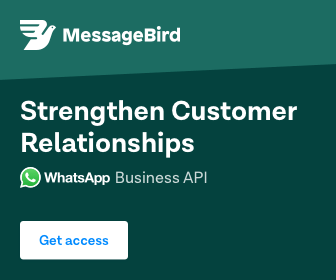 MessageBird
Strengthen Customer
Relationships
WhatsApp Business API
Get access